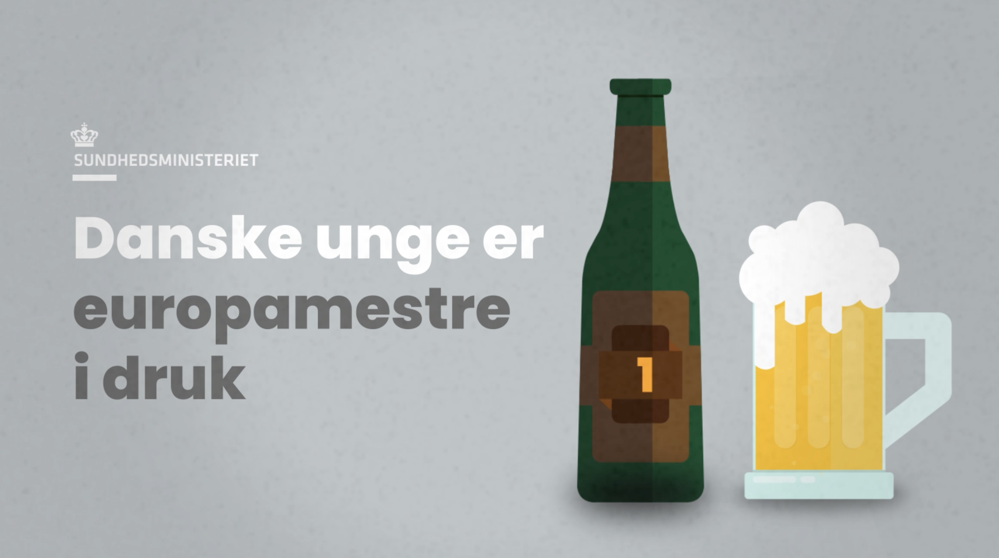 SUNDHEDSMINISTERIET
Danske unge er
europamestre
i druk
1